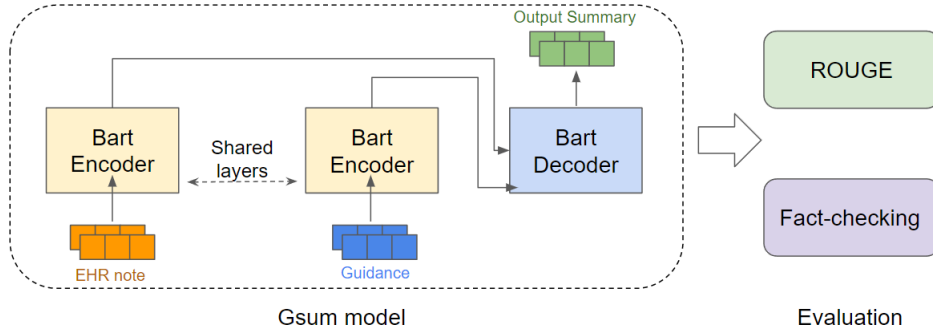 Output Summary
ROUGE
Bart
Encoder
Shared
layers
Bart
Encoder
Bart
Decoder
Fact-checking
EHR note
Guidance
Gsum model
Evaluation